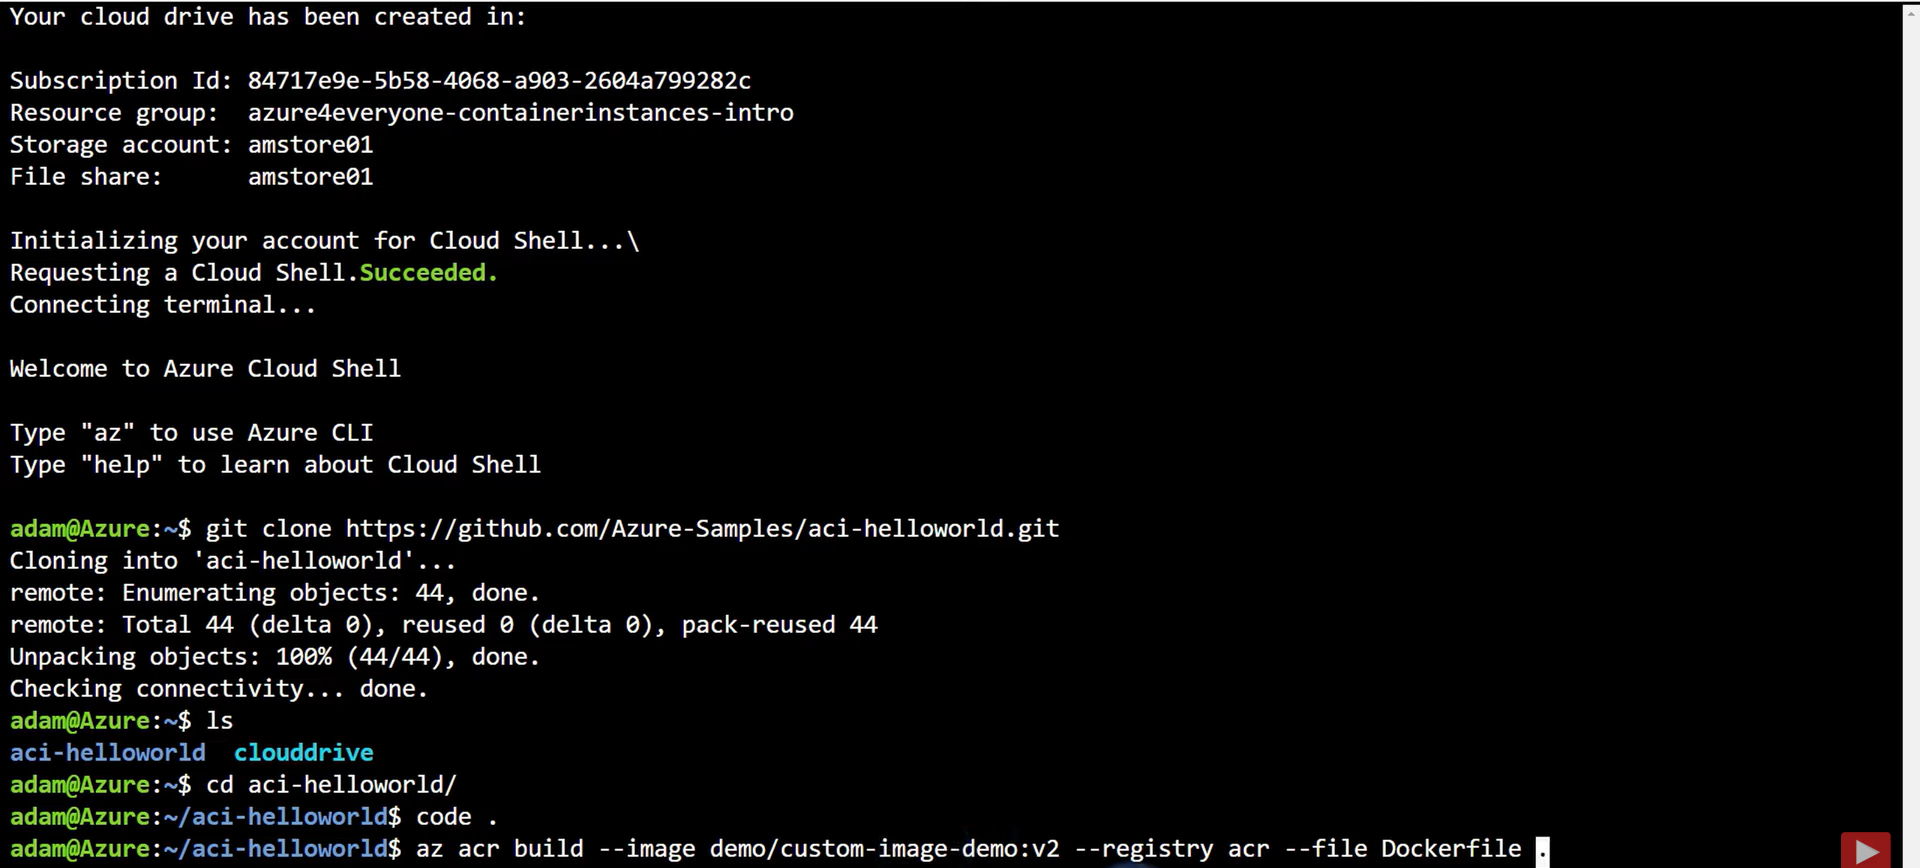 Your cloud drive has been created in:
Subscription Id: 84717e9e-5b58-4068-a903-2604a799282c
Resource group:  azure4everyone-containerinstances-intro
Storage account: amstore01
File share:      amstore01
Initializing your account for Cloud Shell...\
Requesting a Cloud Shell.Succeeded.
Connecting terminal...
Welcome to Azure Cloud Shell
Type "az" to use Azure CLI
Type "help" to learn about Cloud Shell
adam@Azure:~$ git clone https://github.com/Azure-Samples/aci-helloworld.git
Cloning into 'aci-helloworld'...
remote: Enumerating objects: 44, done.
remote: Total 44 (delta 0), reused 0 (delta 0), pack-reused 44
Unpacking objects: 100% (44/44), done.
Checking connectivity... done.
adam@Azure:~$ ls
aci-helloworld  clouddrive
adam@Azure:~$ cd aci-helloworld/
adam@Azure:~/aci-helloworld$ code .
adam@Azure:~/aci-helloworld$ az acr build --image demo/custom-image-demo:v2 --registry acr --file Dockerfile .